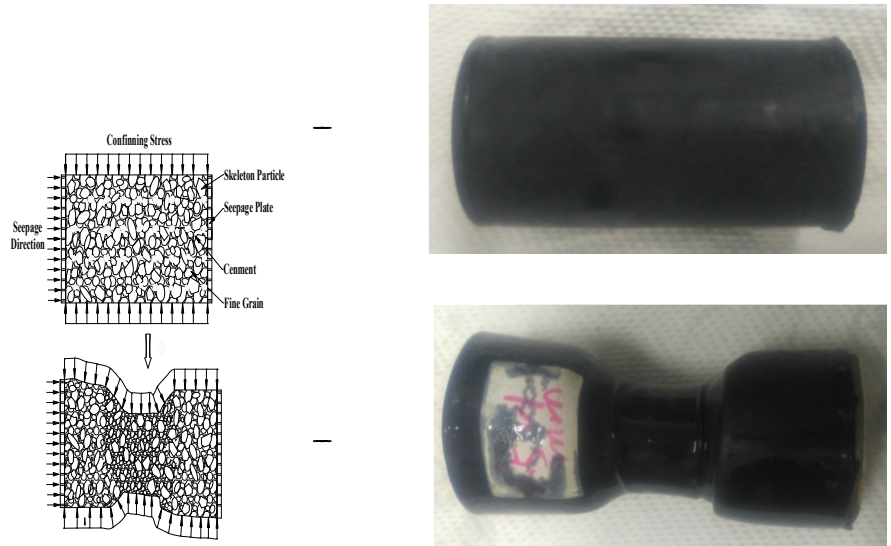 Confinning Stress
Skeleton Particle
Seepage Plate
Seepage
Direction
Cenment
Fine Grain